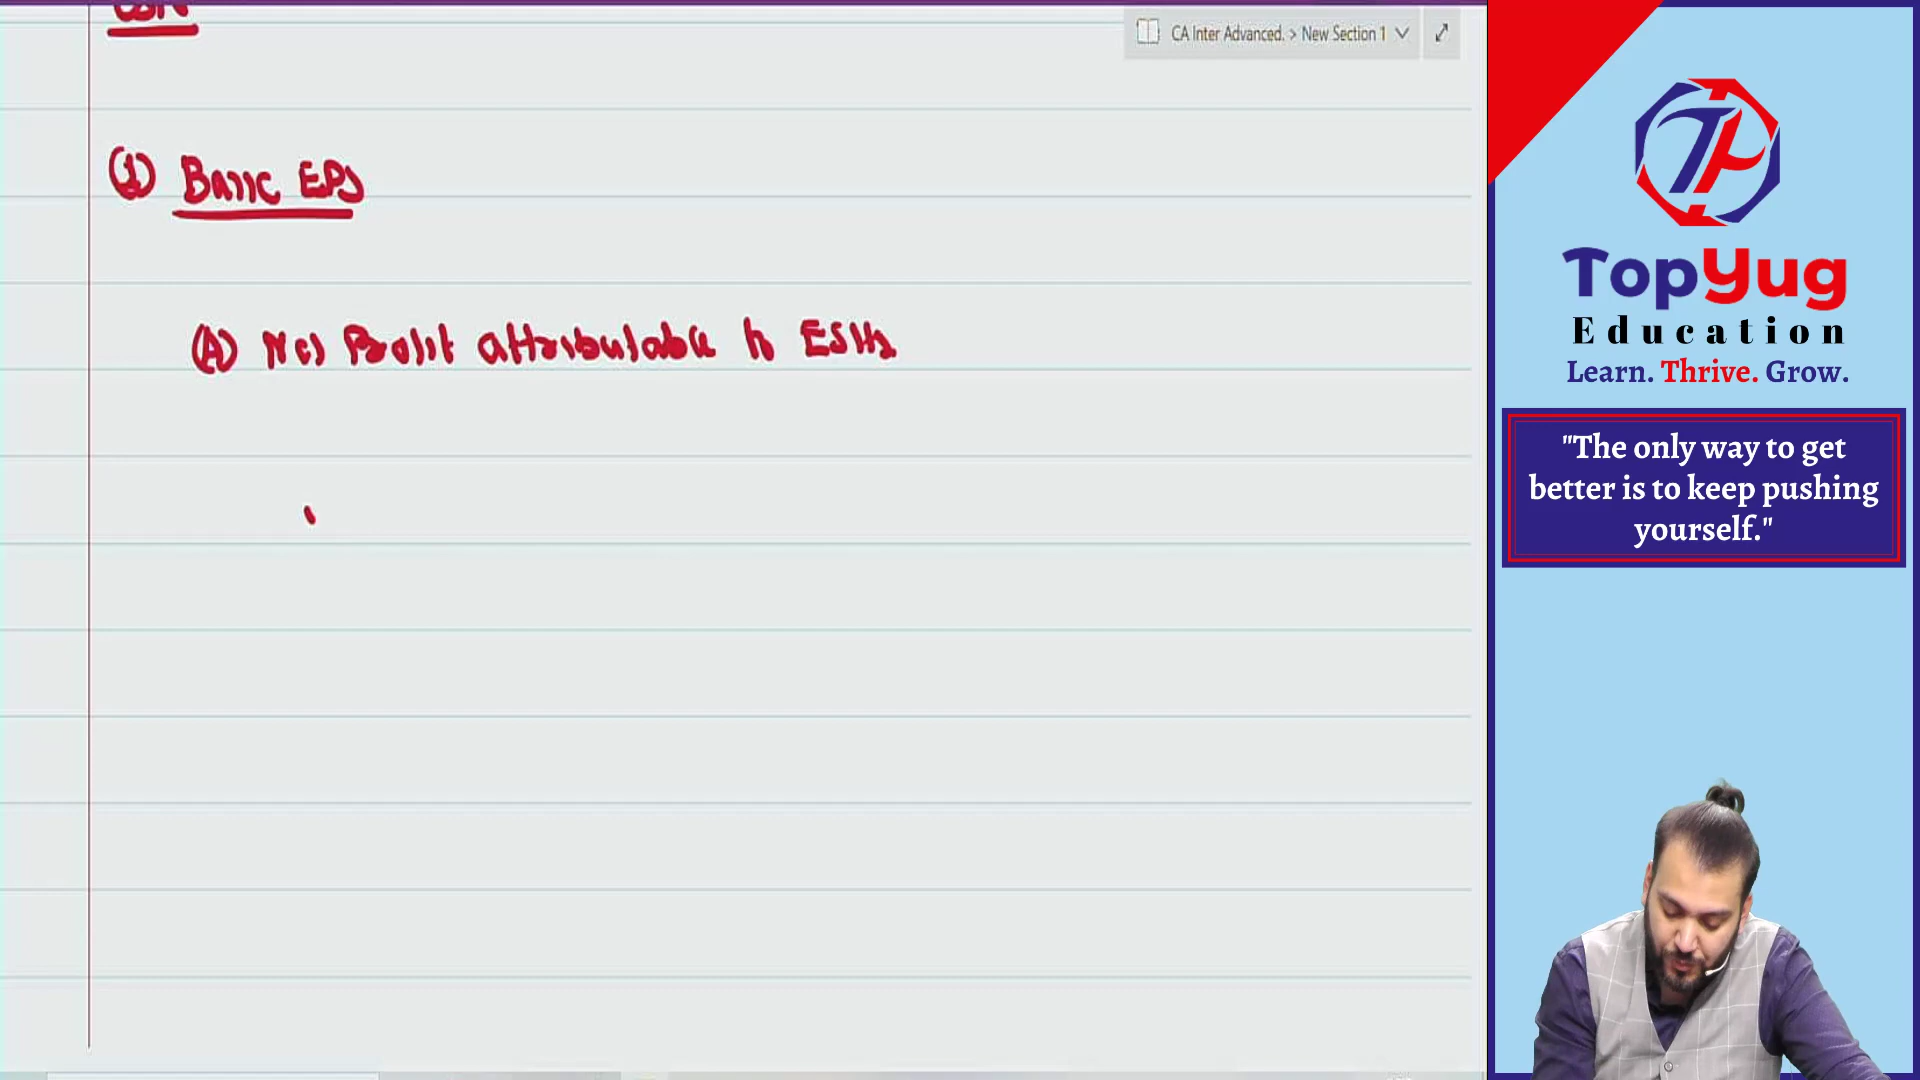 CA Inter Advanced. > New Section 1
(1) Basic EPS
(A) Net Profit attributable to ESHs
TopYug
Education
Learn. Thrive. Grow.
"The only way to get
better is to keep pushing
yourself."